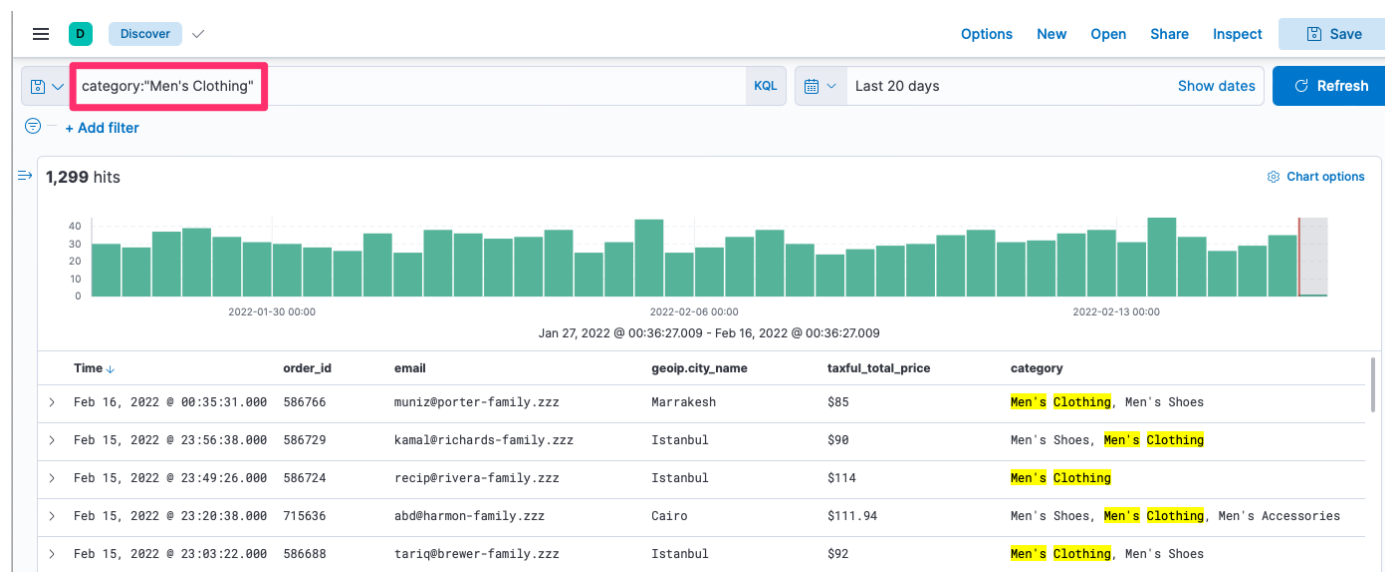 D Discover Options New Open Share Inspect Save
category:"Men's Clothing" KQL Last 20 days Show dates Refresh
+ Add filter
1,299 hits Chart options
40
30
20
10
0
2022-01-30 00:00 2022-02-06 00:00 2022-02-13 00:00
Jan 27, 2022 @ 00:36:27.009 - Feb 16, 2022 @ 00:36:27.009
Time order_id email geoip.city_name taxful_total_price category
Feb 16, 2022 @ 00:35:31.000 586766 muniz@porter-family.zzz Marrakesh $85 Men's Clothing, Men's Shoes
Feb 15, 2022 @ 23:56:38.000 586729 kamal@richards-family.zzz Istanbul $90 Men's Shoes, Men's Clothing
Feb 15, 2022 @ 23:49:26.000 586724 recip@rivera-family.zzz Istanbul $114 Men's Clothing
Feb 15, 2022 @ 23:20:38.000 715636 abd@harmon-family.zzz Cairo $111.94 Men's Shoes, Men's Clothing, Men's Accessories
Feb 15, 2022 @ 23:03:22.000 586688 tariq@brewer-family.zzz Istanbul $92 Men's Clothing, Men's Shoes